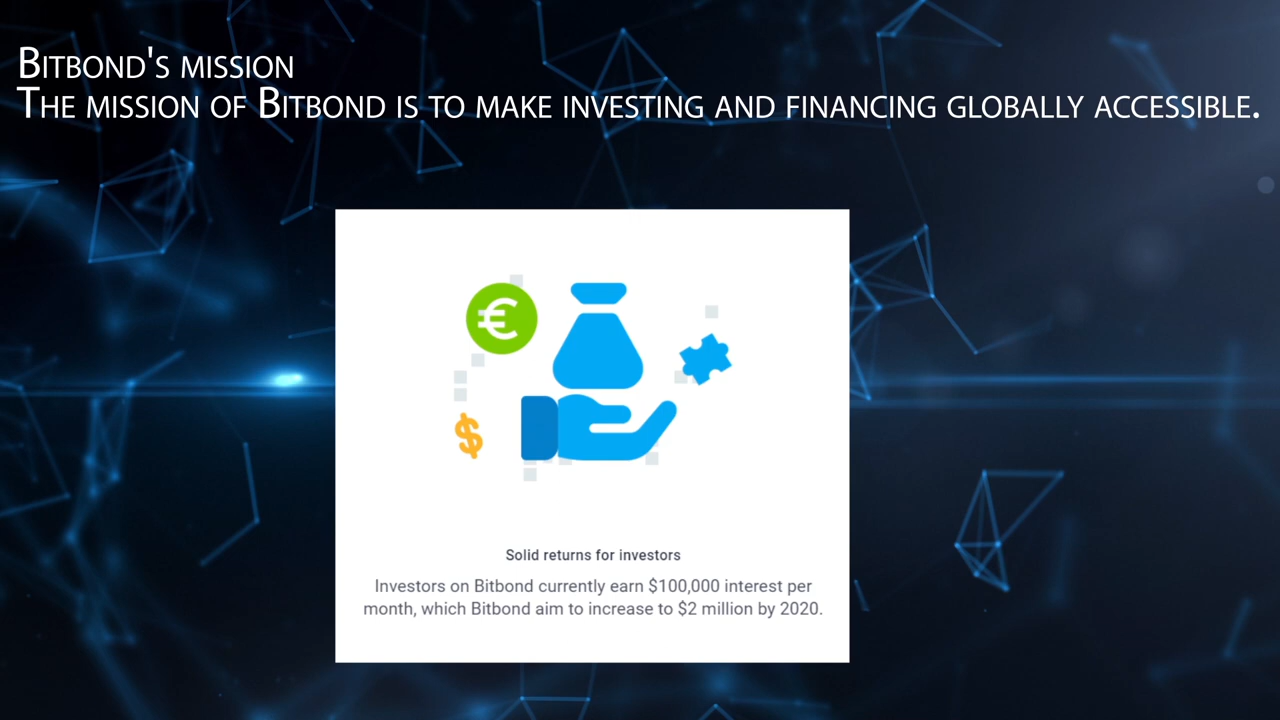 Bitbond's mission
The mission of Bitbond is to make investing and financing globally accessible.
€
$
Solid returns for investors
Investors on Bitbond currently earn $100,000 interest per
month, which Bitbond aim to increase to $2 million by 2020.